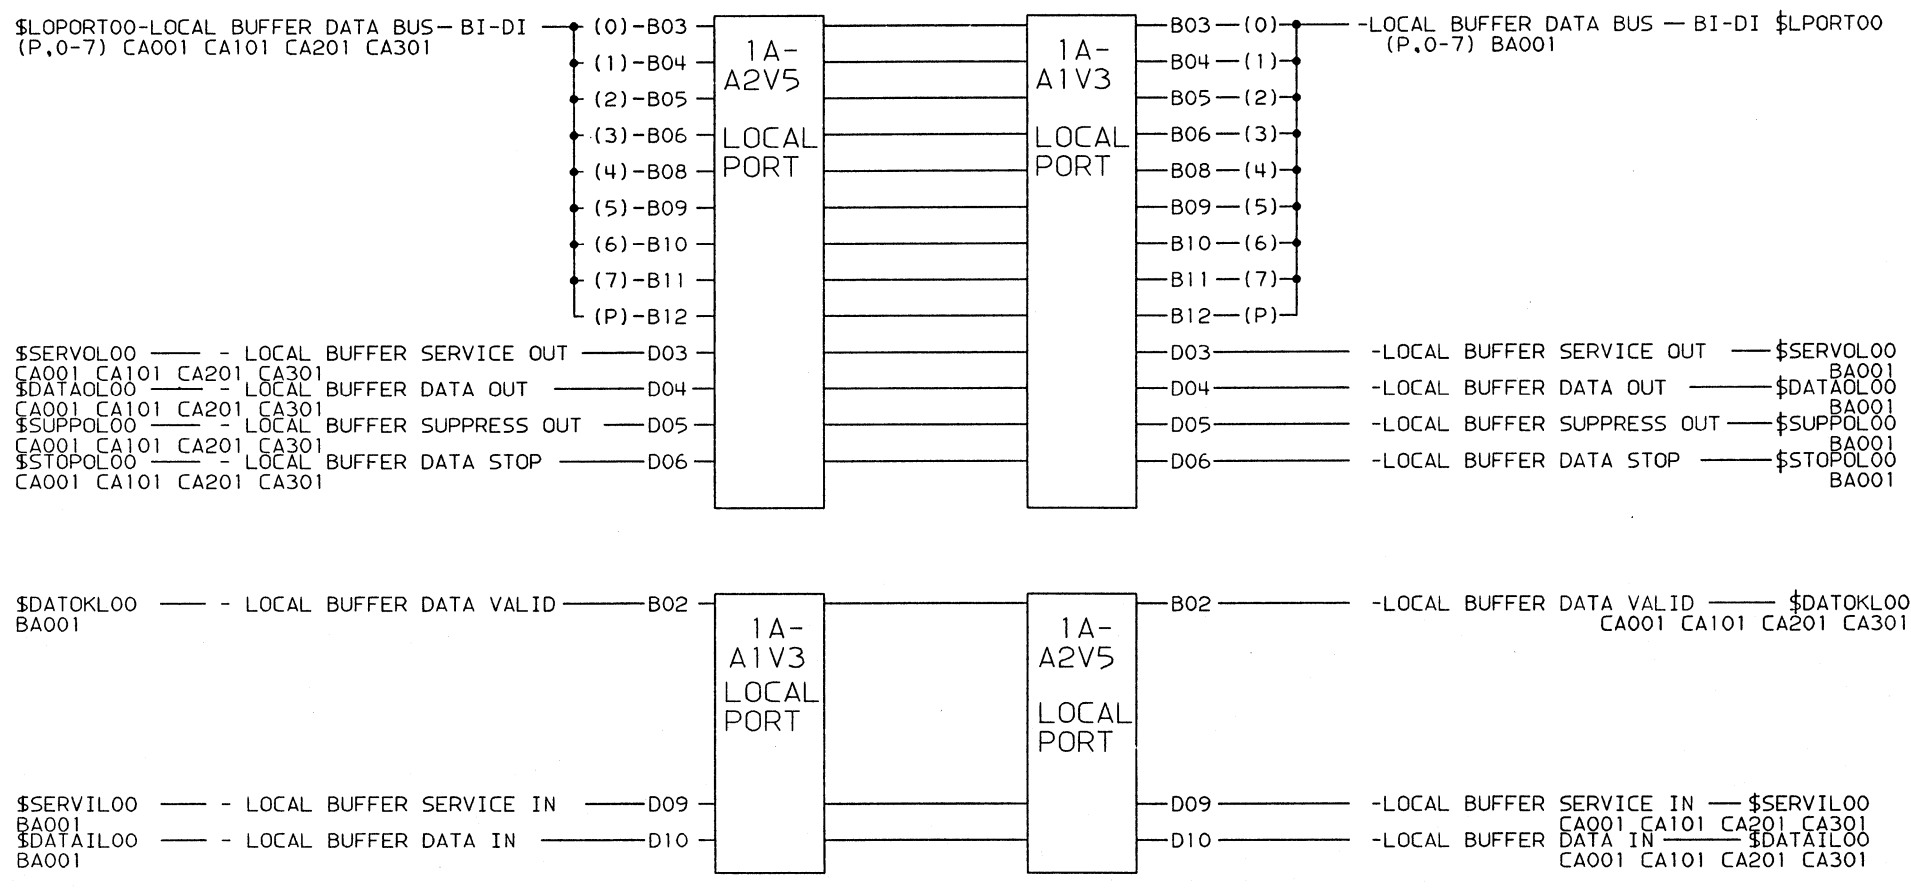 $LOPORT00-LOCAL BUFFER DATA BUS — BI-DI
(P,0-7) CA001 CA101 CA201 CA301
(0)-B03
(1)-B04
(2)-B05
(3)-B06
(4)-B08
(5)-B09
(6)-B10
(7)-B11
(P)-B12
1A-
A2V5
LOCAL
PORT
1A-
A1V3
LOCAL
PORT
B03-(0)
B04-(1)
B05-(2)
B06-(3)
B08-(4)
B09-(5)
B10-(6)
B11-(7)
B12-(P)
-LOCAL BUFFER DATA BUS — BI-DI $LPORT00
(P,0-7) BA001
$SERVOL00 — - LOCAL BUFFER SERVICE OUT — D03
CA001 CA101 CA201 CA301
$DATAOL00 — - LOCAL BUFFER DATA OUT — D04
CA001 CA101 CA201 CA301
$SUPPOL00 — - LOCAL BUFFER SUPPRESS OUT — D05
CA001 CA101 CA201 CA301
$STOPOL00 — - LOCAL BUFFER DATA STOP — D06
CA001 CA101 CA201 CA301
D03 — -LOCAL BUFFER SERVICE OUT — $SERVOL00
BA001
D04 — -LOCAL BUFFER DATA OUT — $DATAOL00
BA001
D05 — -LOCAL BUFFER SUPPRESS OUT — $SUPPOL00
BA001
D06 — -LOCAL BUFFER DATA STOP — $STOPOL00
BA001
$DATOKL00 — - LOCAL BUFFER DATA VALID — B02
BA001
1A-
A1V3
LOCAL
PORT
1A-
A2V5
LOCAL
PORT
B02 — -LOCAL BUFFER DATA VALID — $DATOKL00
CA001 CA101 CA201 CA301
$SERVIL00 — - LOCAL BUFFER SERVICE IN — D09
BA001
$DATAIL00 — - LOCAL BUFFER DATA IN — D10
BA001
D09 — -LOCAL BUFFER SERVICE IN — $SERVIL00
CA001 CA101 CA201 CA301
D10 — -LOCAL BUFFER DATA IN — $DATAIL00
CA001 CA101 CA201 CA301